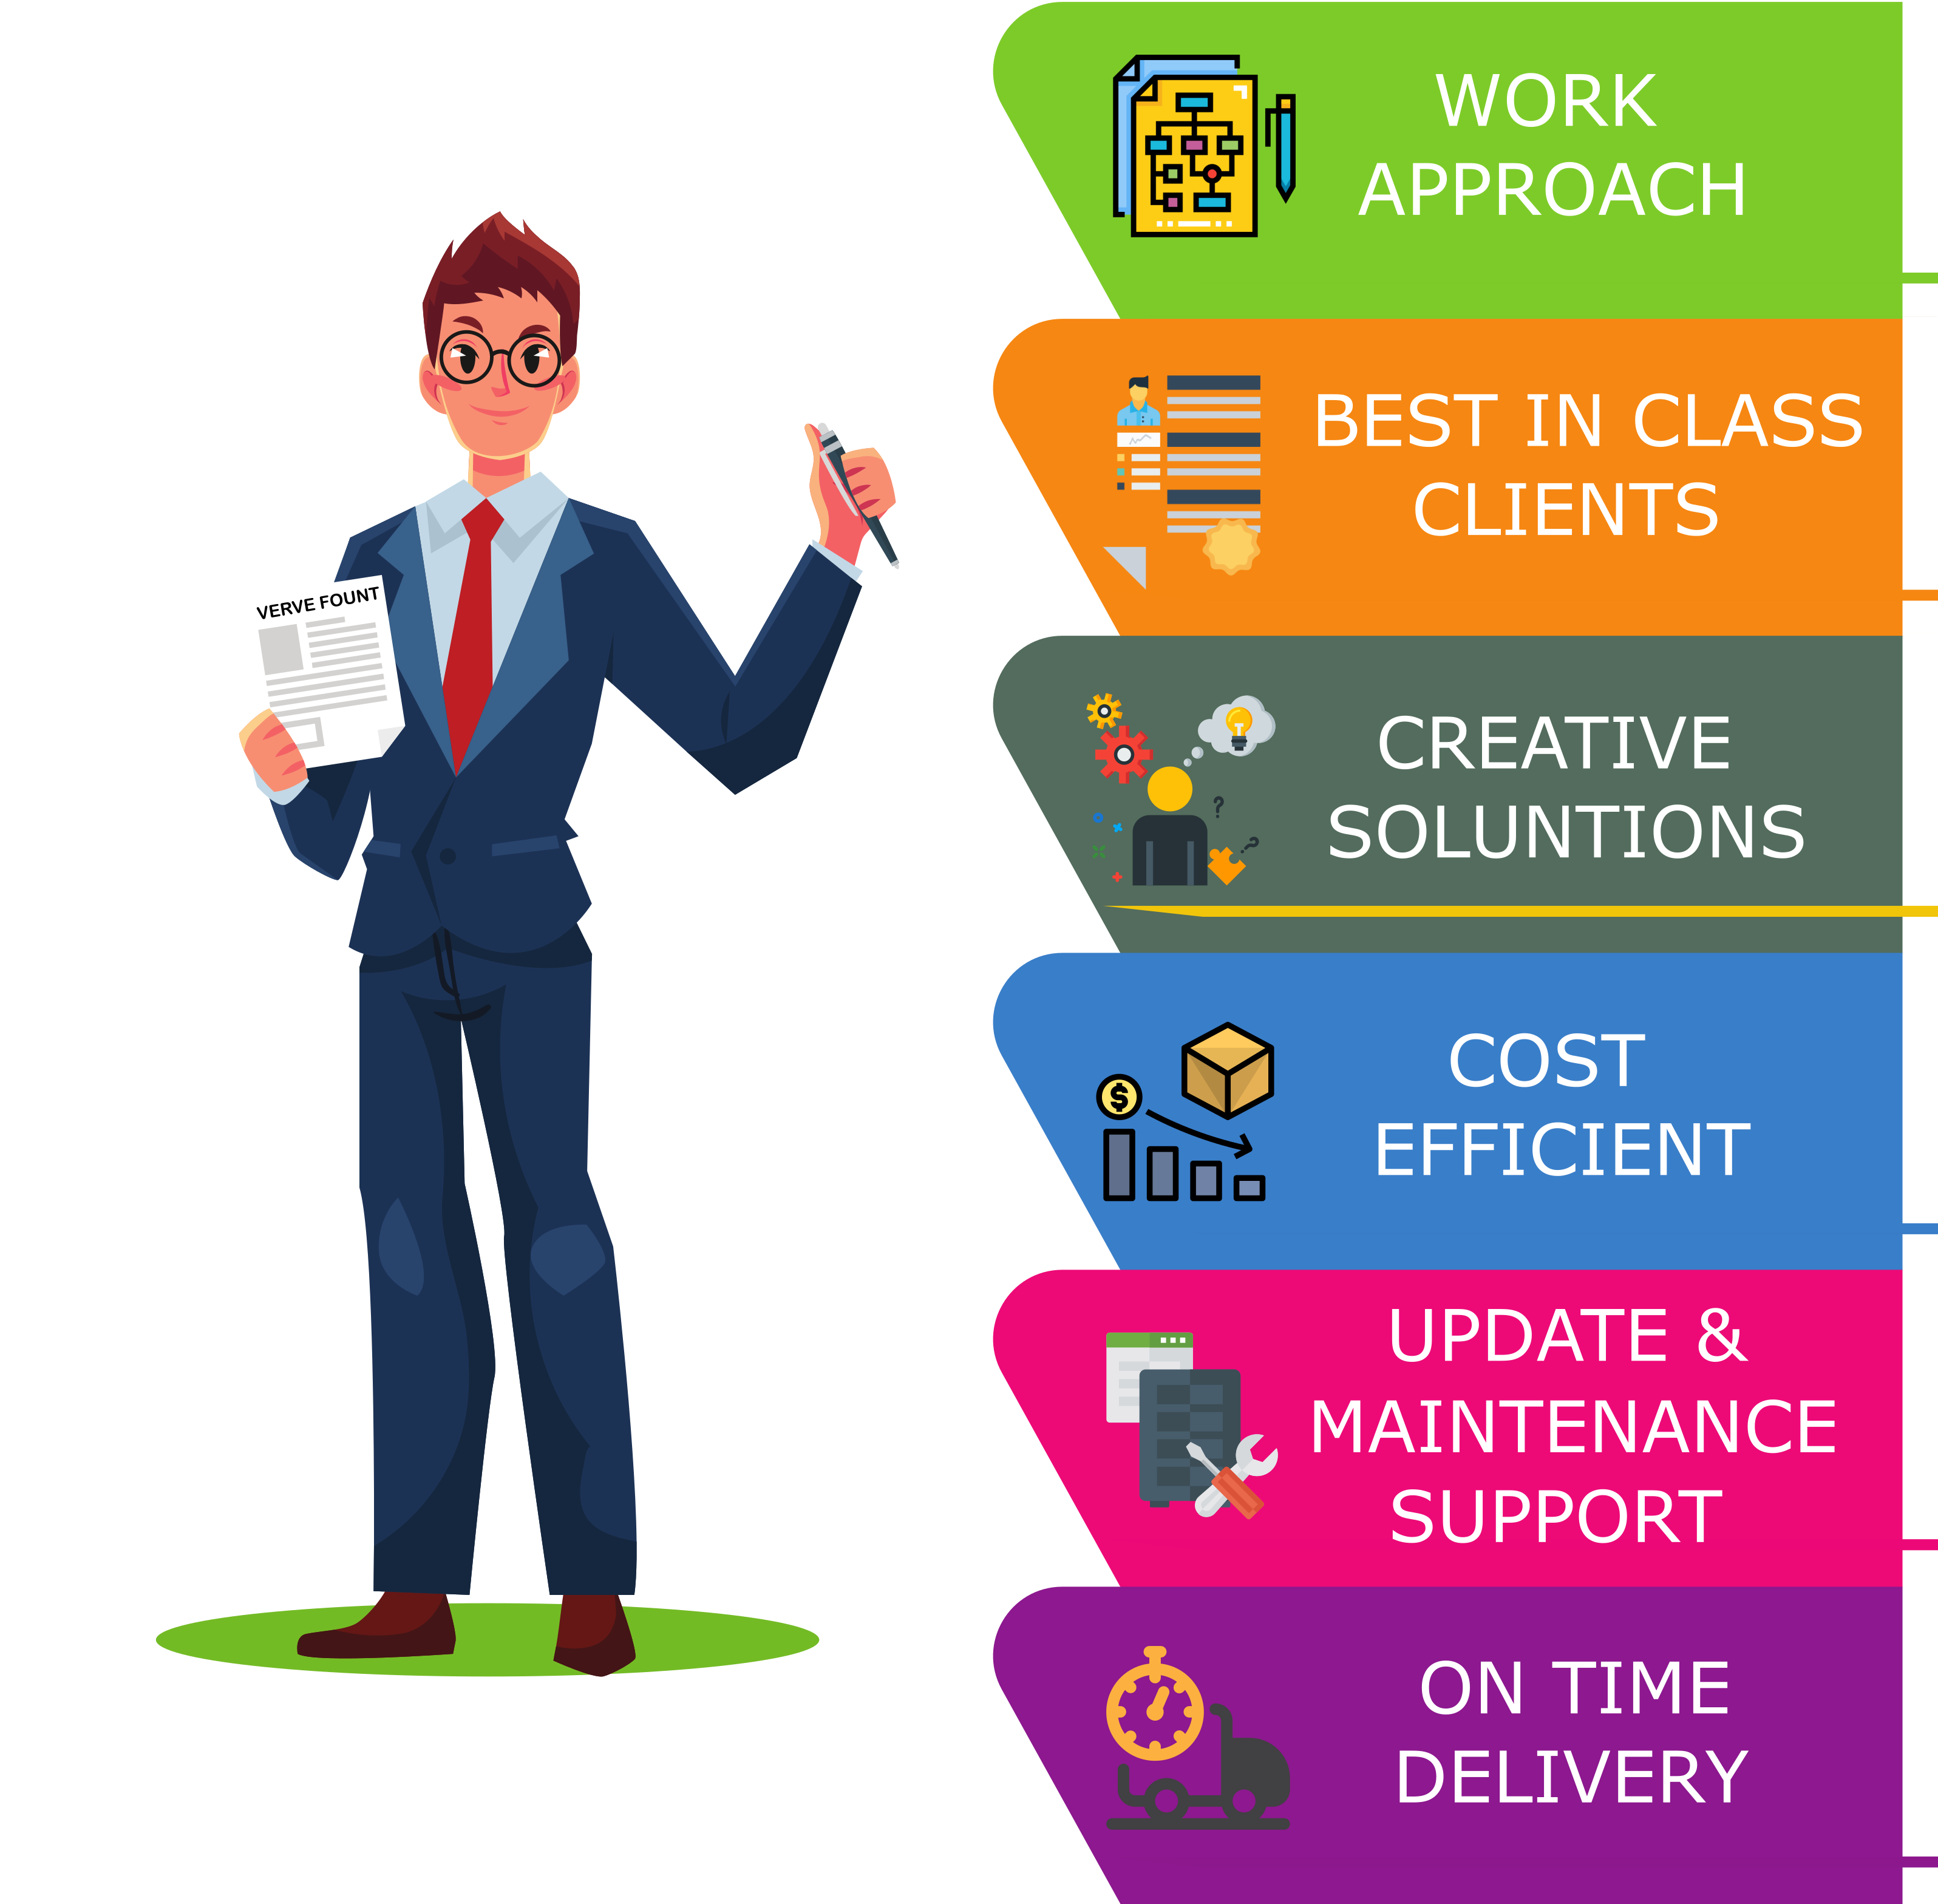 VERVE FOUNT
WORK
APPROACH
BEST IN CLASS
CLIENTS
CREATIVE
SOLUNTIONS
$
COST
EFFICIENT
UPDATE &
MAINTENANCE
SUPPORT
ON TIME
DELIVERY